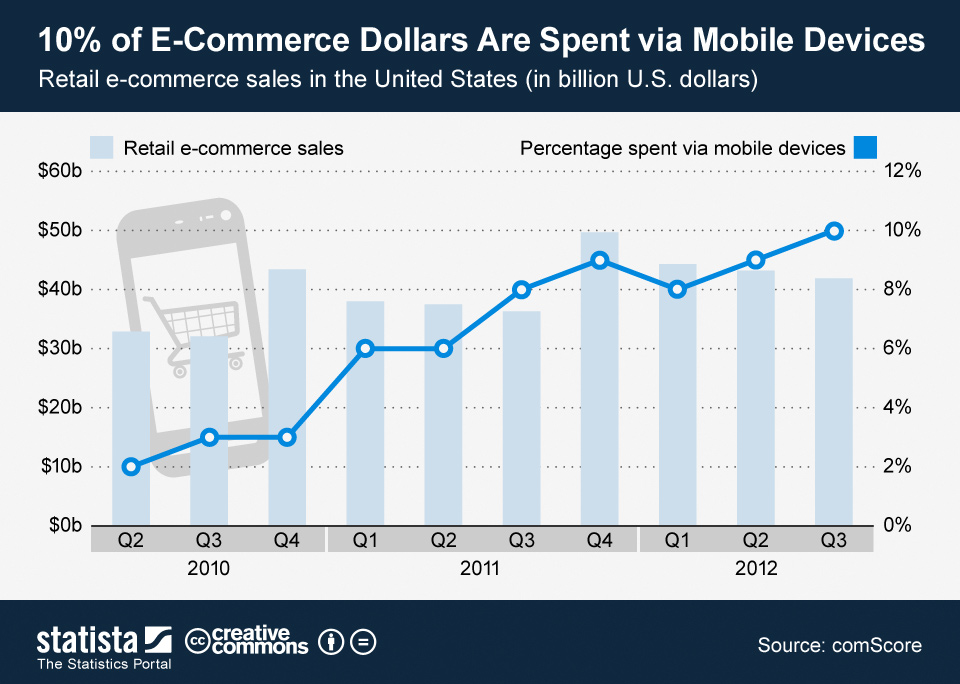 10% of E-Commerce Dollars Are Spent via Mobile Devices
Retail e-commerce sales in the United States (in billion U.S. dollars)
Retail e-commerce sales
Percentage spent via mobile devices
$60b 12%
$50b 10%
$40b 8%
$30b 6%
$20b 4%
$10b 2%
$0b 0%
Q2 Q3 Q4 Q1 Q2 Q3 Q4 Q1 Q2 Q3
2010 2011 2012
statista
The Statistics Portal
cc creative
commons
=
Source: comScore